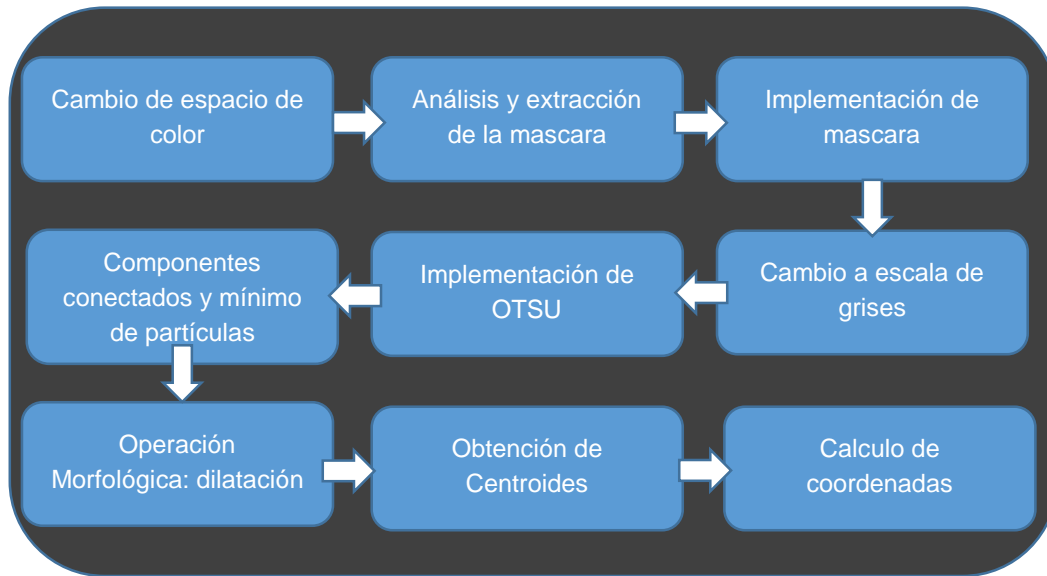 Cambio de espacio de
color
Análisis y extracción
de la mascara
Implementación de
mascara
Cambio a escala de
grises
Implementación de
OTSU
Componentes
conectados y mínimo
de partículas
Operación
Morfológica: dilatación
Obtención de
Centroides
Calculo de
coordenadas